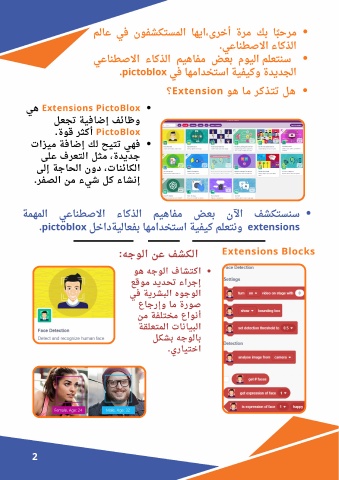 • مرحبًا بك مرة أخرى،ايها المستكشفون في عالم
الذكاء الاصطناعي.
• سنتعلم اليوم بعض مفاهيم الذكاء الاصطناعي
الجديدة وكيفية استخدامها في pictoblox.
• هل تتذكر ما هو Extension؟
• Extensions PictoBlox هي
وظائف إضافية تجعل
PictoBlox أكثر قوة.
• فهي تتيح لك إضافة ميزات
جديدة، مثل التعرف على
الكائنات، دون الحاجة إلى
إنشاء كل شيء من الصفر.
• سنستكشف الآن بعض مفاهيم الذكاء الاصطناعي المهمة
extensions ونتعلم كيفية استخدامها بفعاليةداخل pictoblox.
Extensions Blocks
الكشف عن الوجه:
• اكتشاف الوجه هو
إجراء تحديد موقع
الوجوه البشرية في
صورة ما وإرجاع
أنواع مختلفة من
البيانات المتعلقة
بالوجه بشكل
اختياري.
Face Detection
Detect and recognize human face
Female, Age: 24
Male, Age: 32
Face Detection
Settings
turn on video on stage with
show bounding box
set detection threshold to 0.5
Detection
analyse image from camera
get # faces
get expression of face 1
is expression of face 1 happy
2